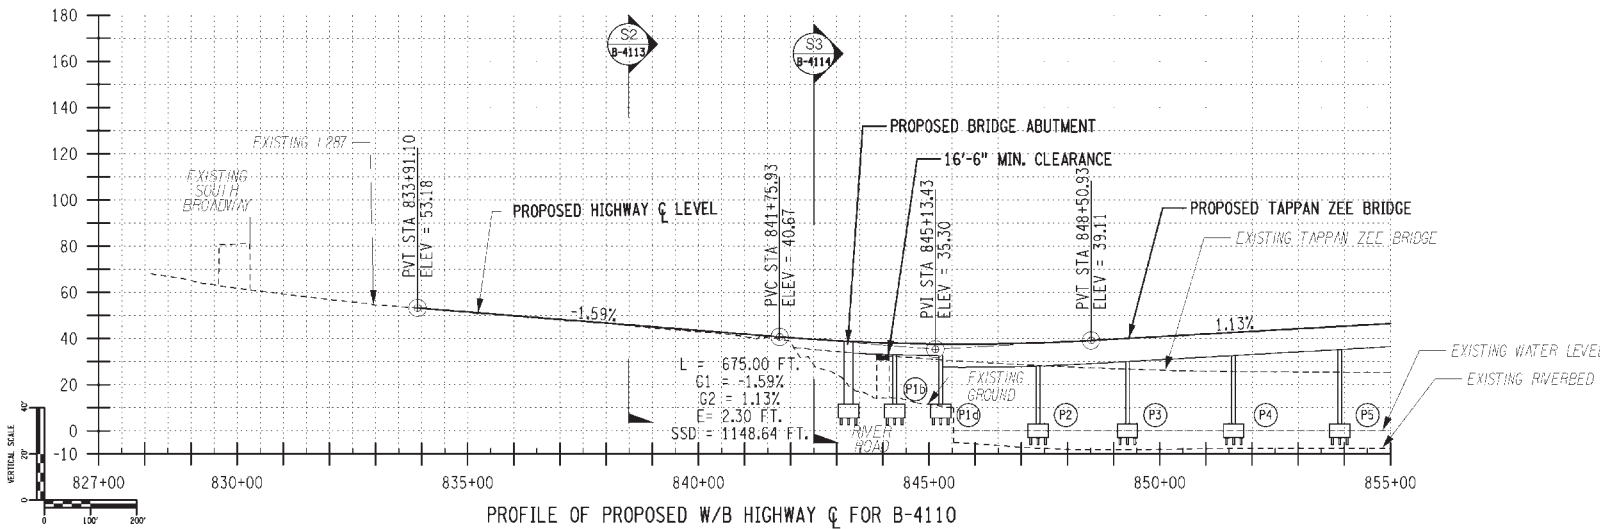 180
160
140
120
100
80
60
40
20
0
-10
S2
B-4113
S3
B-4114
PROPOSED BRIDGE ABUTMENT
16'-6" MIN. CLEARANCE
EXISTING I 287
EXISTING
SOUTH
BROADWAY
PVT STA 833+91.10
ELEV = 53.18
PROPOSED HIGHWAY ℄ LEVEL
PVC STA 841+75.93
ELEV = 40.67
PVI STA 845+13.43
ELEV = 35.30
PVT STA 848+50.93
ELEV = 39.11
PROPOSED TAPPAN ZEE BRIDGE
EXISTING TAPPAN ZEE BRIDGE
-1.59%
1.13%
L = 675.00 FT.
G1 = -1.59%
G2 = 1.13%
E= 2.30 FT.
SSD = 1148.64 FT.
RIVER
ROAD
EXISTING
GROUND
P1b
P1a
P2
P3
P4
P5
EXISTING WATER LEVEL
EXISTING RIVERBED
827+00
830+00
835+00
840+00
845+00
850+00
855+00
VERTICAL SCALE
40'
20'
0
0
100'
200'
PROFILE OF PROPOSED W/B HIGHWAY ℄ FOR B-4110